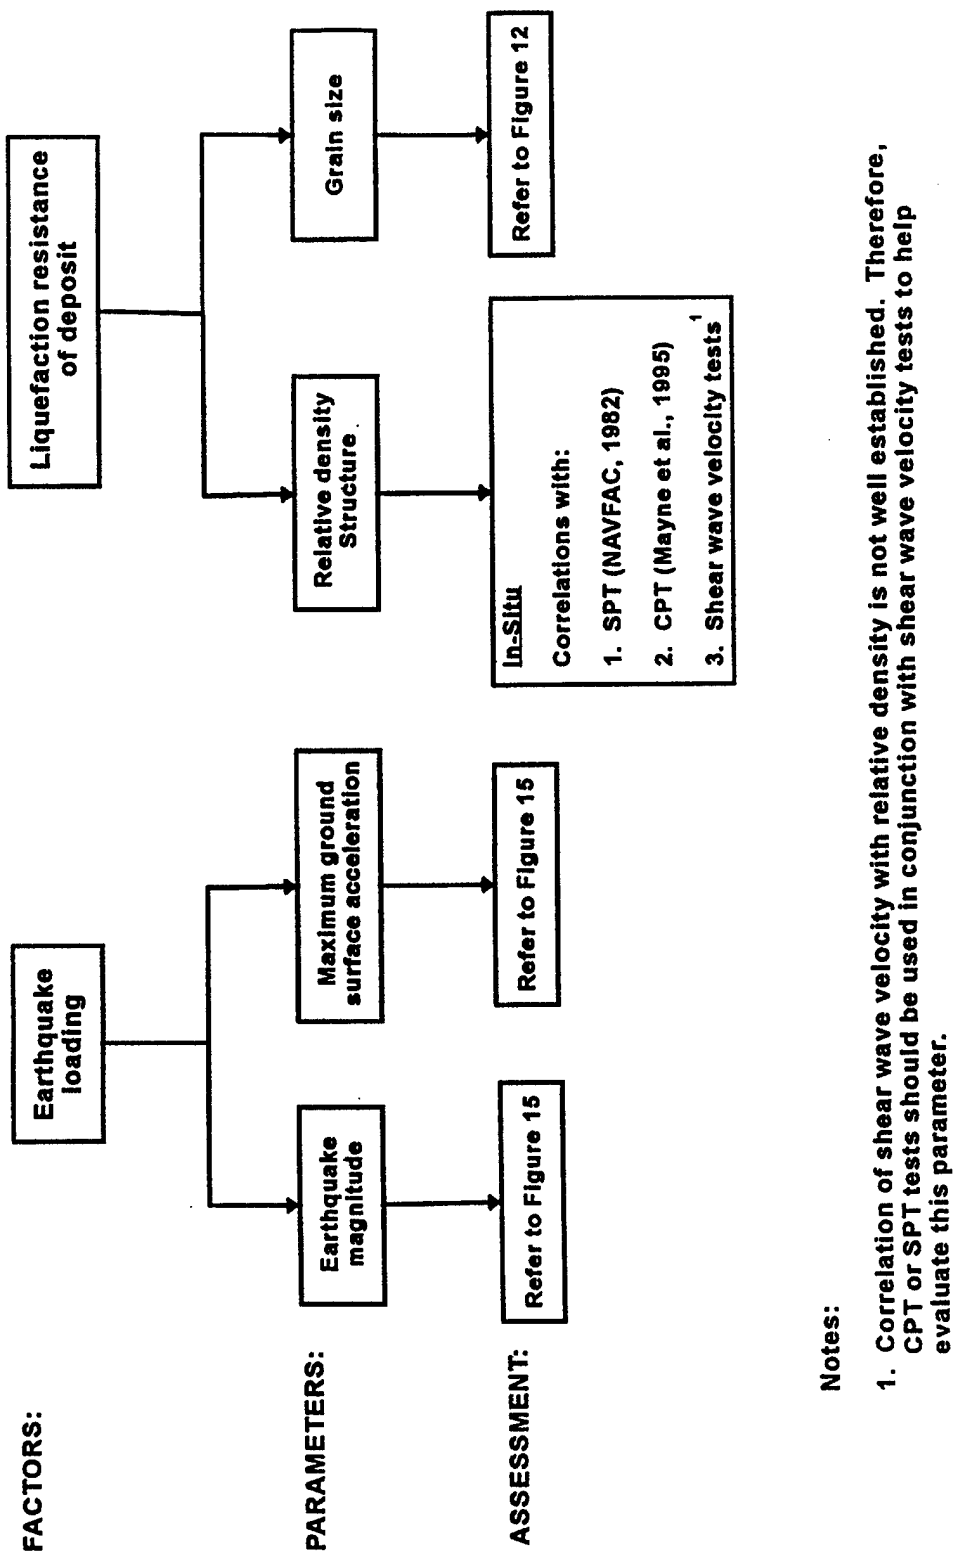 FACTORS:
Earthquake
loading
Liquefaction resistance
of deposit
PARAMETERS:
Earthquake
magnitude
Maximum ground
surface acceleration
Relative density
Structure
Grain size
ASSESSMENT:
Refer to Figure 15
Refer to Figure 15
In-Situ
Correlations with:
1. SPT (NAVFAC, 1982)
2. CPT (Mayne et al., 1995)
3. Shear wave velocity tests 1
Refer to Figure 12
Notes:
1. Correlation of shear wave velocity with relative density is not well established. Therefore,
CPT or SPT tests should be used in conjunction with shear wave velocity tests to help
evaluate this parameter.